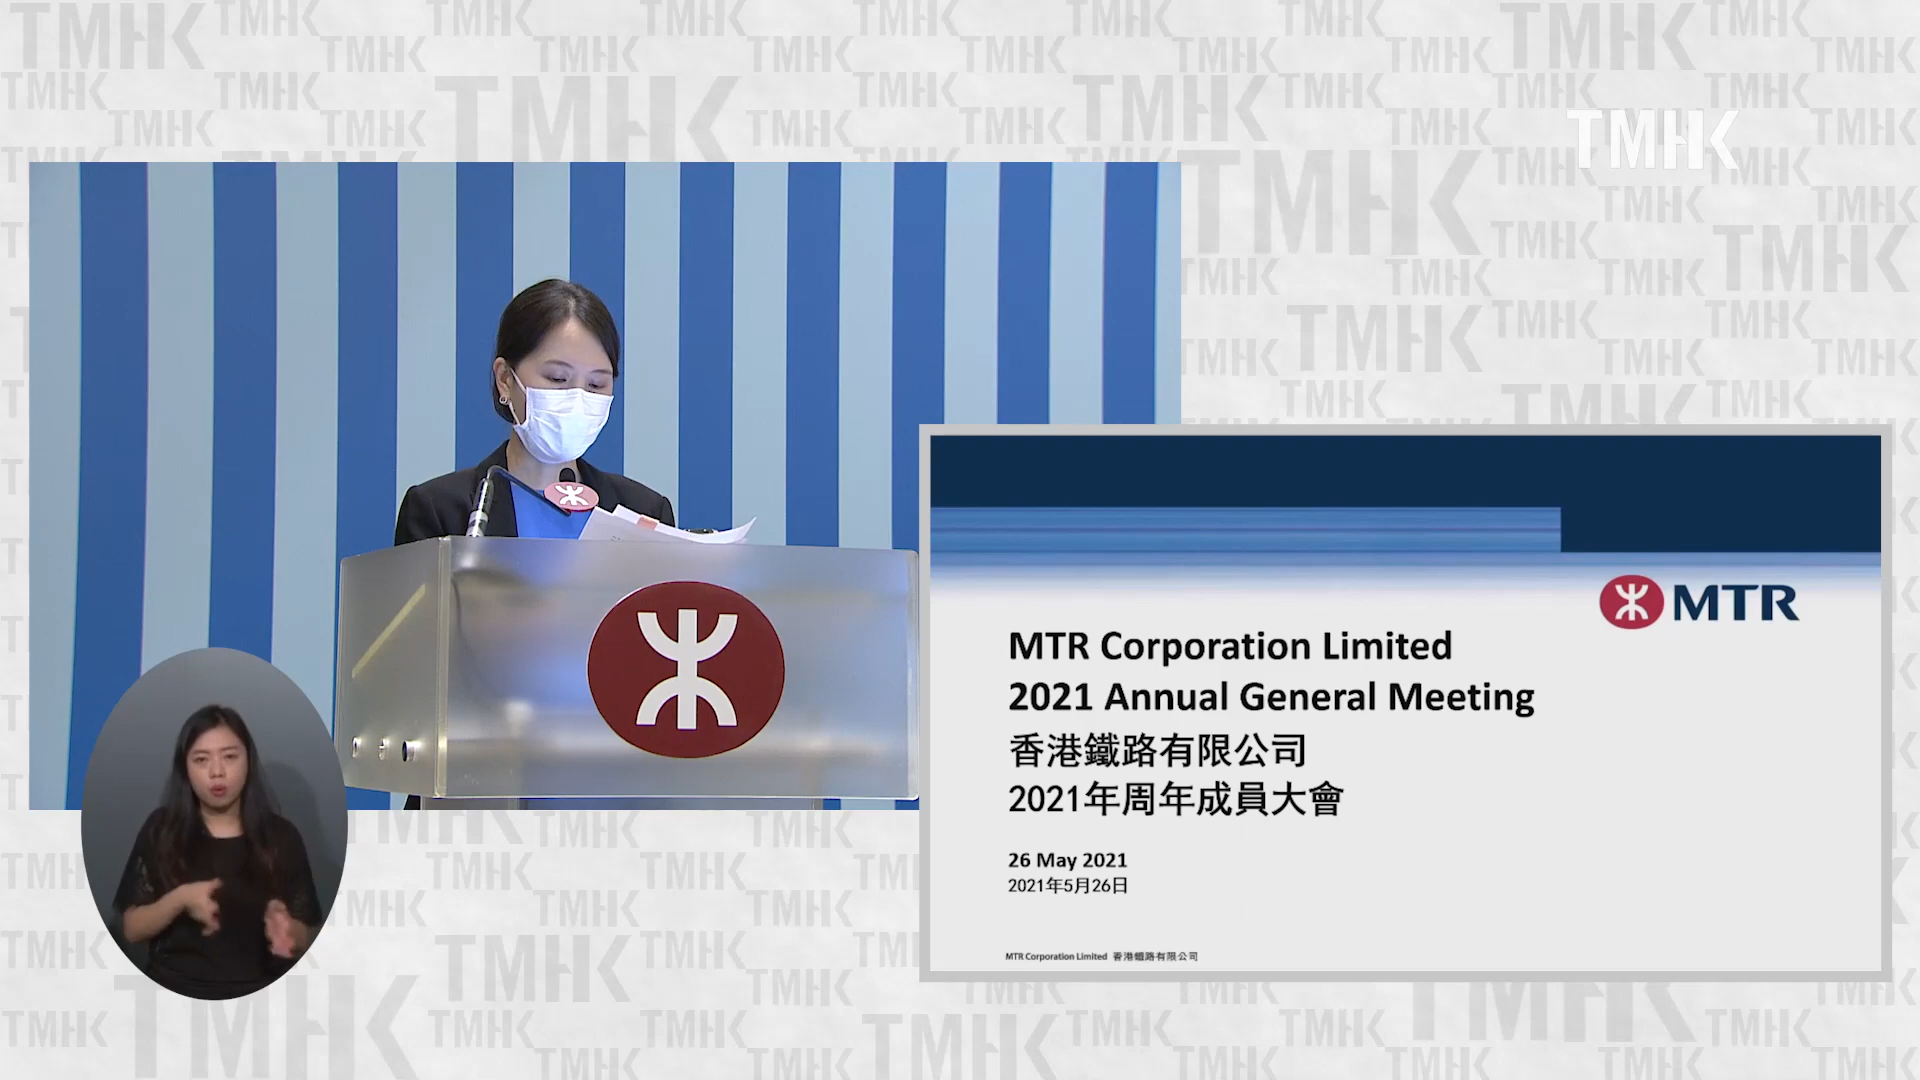 TMHK
MTR
MTR Corporation Limited
2021 Annual General Meeting
香港鐵路有限公司
2021年周年成員大會
26 May 2021
2021年5月26日
MTR Corporation Limited 香港鐵路有限公司